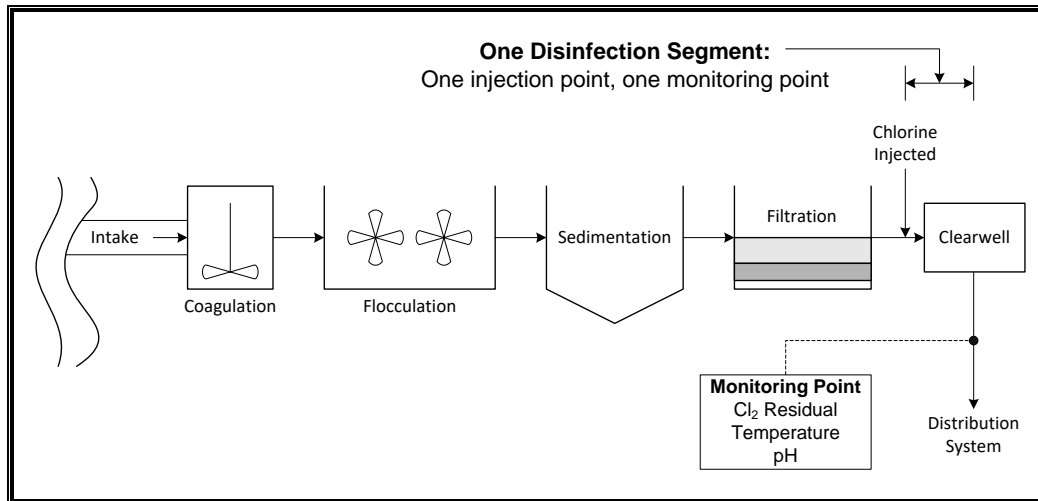 One Disinfection Segment:
One injection point, one monitoring point
Chlorine
Injected
Intake
Coagulation
Flocculation
Sedimentation
Filtration
Clearwell
Monitoring Point
Cl₂ Residual
Temperature
pH
Distribution
System